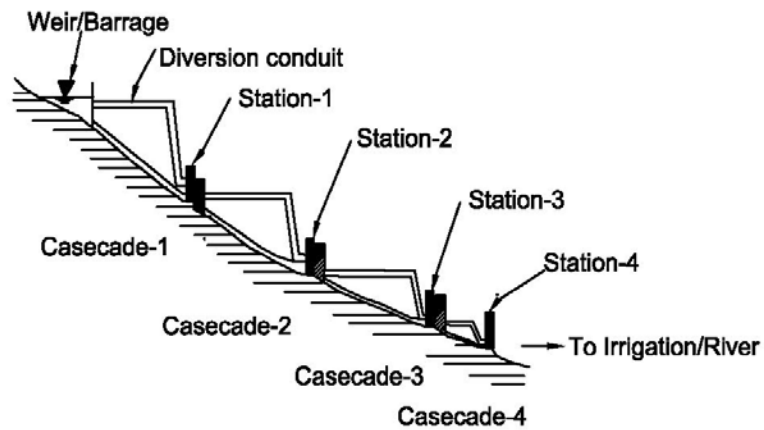 Weir/Barrage
Diversion conduit
Station-1
Station-2
Station-3
Station-4
Casecade-1
Casecade-2
Casecade-3
Casecade-4
To Irrigation/River